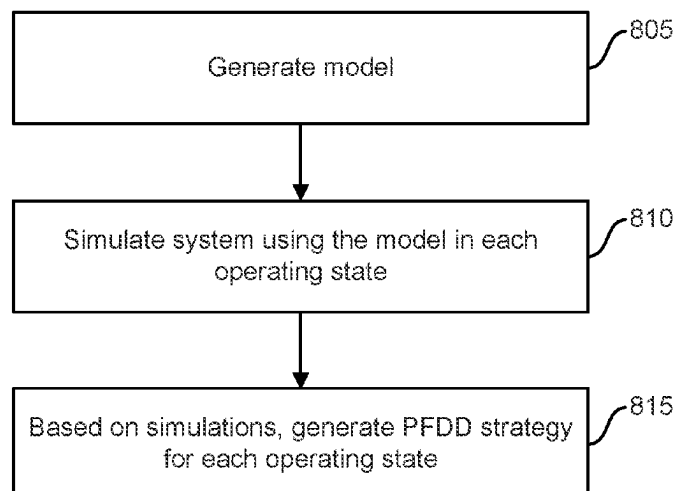 805
Generate model
810
Simulate system using the model in each
operating state
815
Based on simulations, generate PFDD strategy
for each operating state